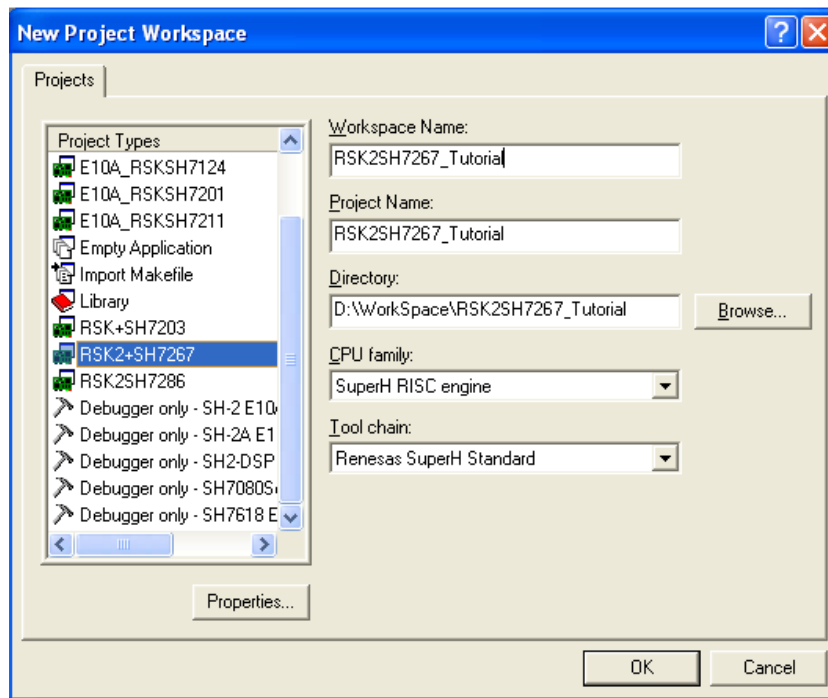 New Project Workspace
Projects
Project Types
E10A_RSKSH7124
E10A_RSKSH7201
E10A_RSKSH7211
Empty Application
Import Makefile
Library
RSK+SH7203
RSK2+SH7267
RSK2SH7286
Debugger only - SH-2 E10
Debugger only - SH-2A E1
Debugger only - SH2-DSP
Debugger only - SH7080S
Debugger only - SH7618 E
Properties...
Workspace Name:
RSK2SH7267_Tutorial
Project Name:
RSK2SH7267_Tutorial
Directory:
D:\WorkSpace\RSK2SH7267_Tutorial
Browse...
CPU family:
SuperH RISC engine
Tool chain:
Renesas SuperH Standard
OK
Cancel